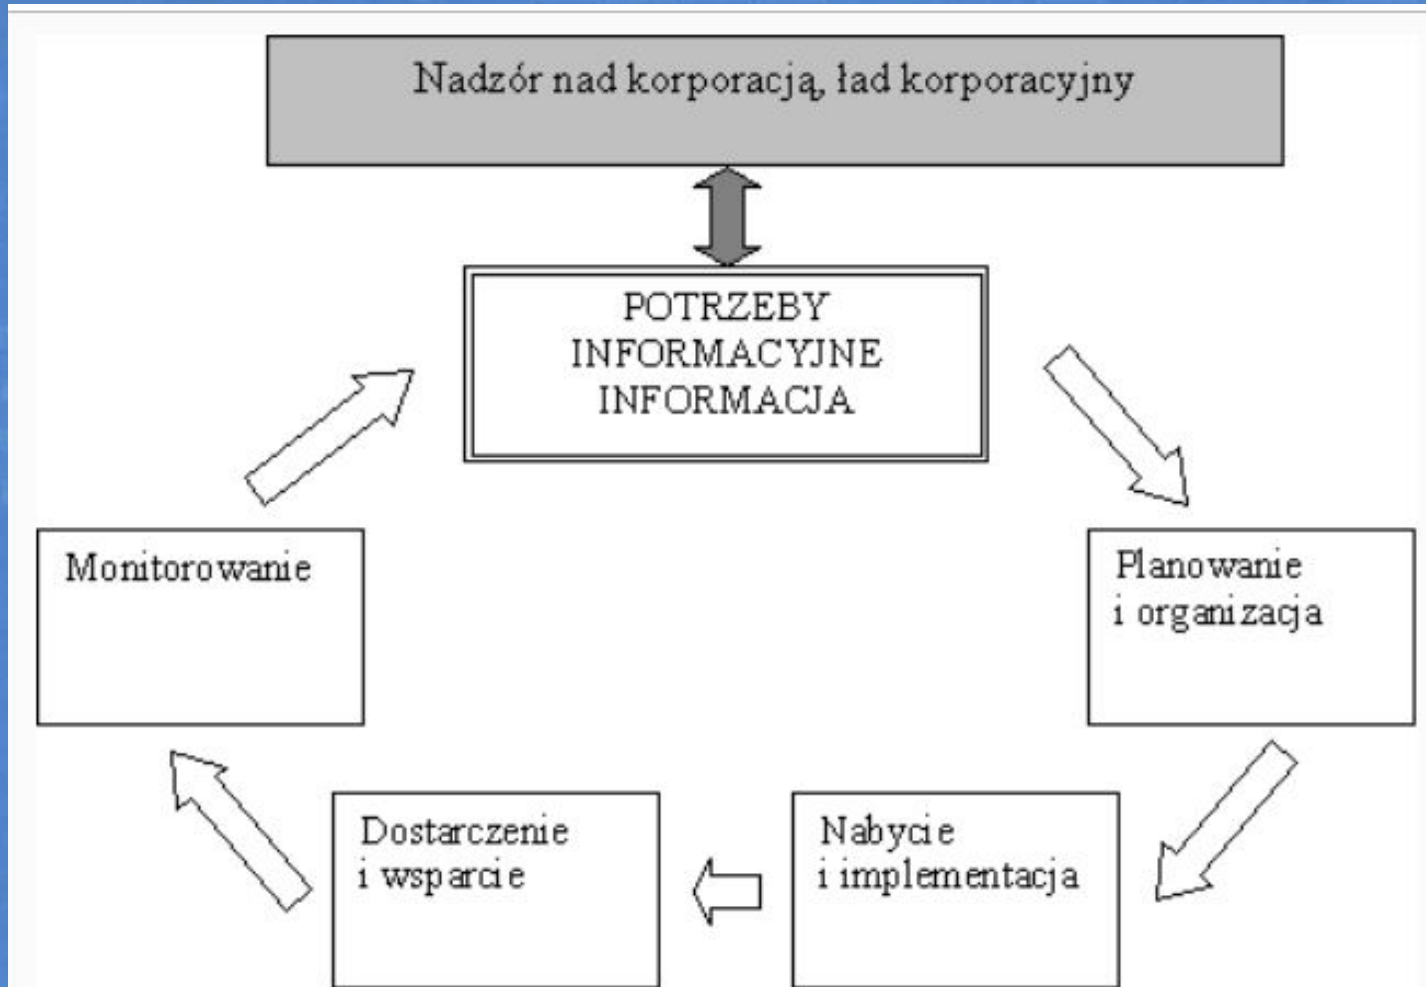 Nadzór nad korporacją, ład korporacyjny
POTRZEBY
INFORMACYJNE
INFORMACJA
Monitorowanie
Planowanie
i organizacja
Dostarczenie
i wsparcie
Nabycie
i implementacja